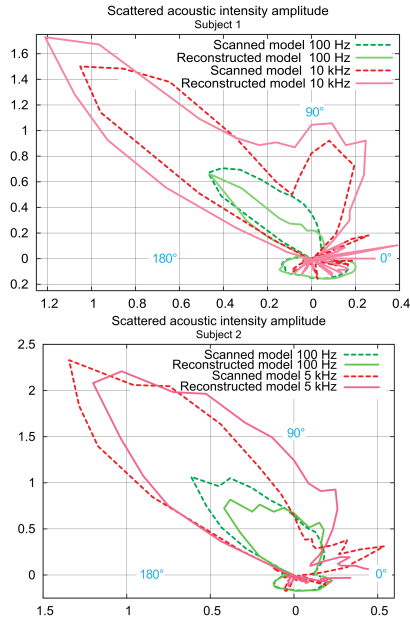 Scattered acoustic intensity amplitude
Subject 1
Scanned model 100 Hz
Reconstructed model 100 Hz
Scanned model 10 kHz
Reconstructed model 10 kHz
1.6
1.4
1.2
1
0.8
0.6
0.4
0.2
0
0.2
90°
180°
0°
1.2 1 0.8 0.6 0.4 0.2 0 0.2 0.4
Scattered acoustic intensity amplitude
Subject 2
Scanned model 100 Hz
Reconstructed model 100 Hz
Scanned model 5 kHz
Reconstructed model 5 kHz
2.5
2
1.5
1
0.5
0
90°
180°
0°
1.5 1 0.5 0 0.5